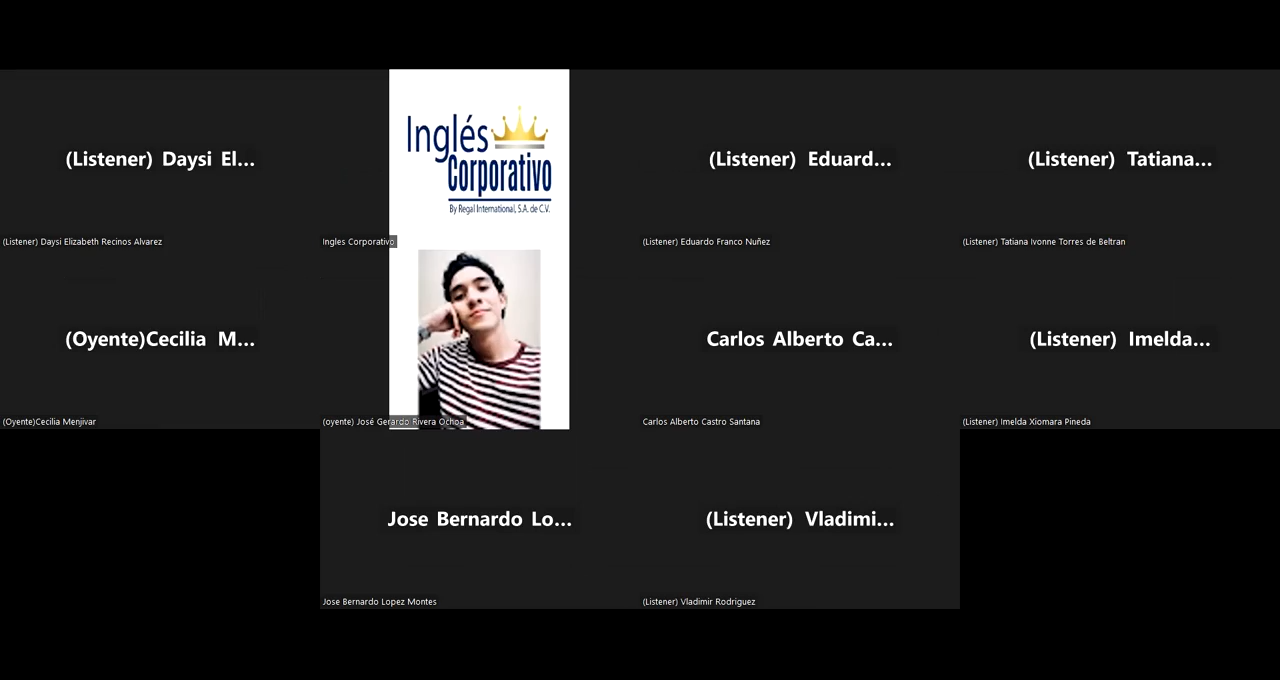 (Listener) Daysi El...
(Listener) Daysi Elizabeth Recinos Alvarez
Inglés
Corporativo
By Regal International, S.A. de C.V.
Ingles Corporativo
(Listener) Eduard...
(Listener) Eduardo Franco Nuñez
(Listener) Tatiana...
(Listener) Tatiana Ivonne Torres de Beltran
(Oyente)Cecilia M...
(Oyente)Cecilia Menjivar
(oyente) José Gerardo Rivera Ochoa
Carlos Alberto Ca...
Carlos Alberto Castro Santana
(Listener) Imelda...
(Listener) Imelda Xiomara Pineda
Jose Bernardo Lo...
Jose Bernardo Lopez Montes
(Listener) Vladimi...
(Listener) Vladimir Rodriguez